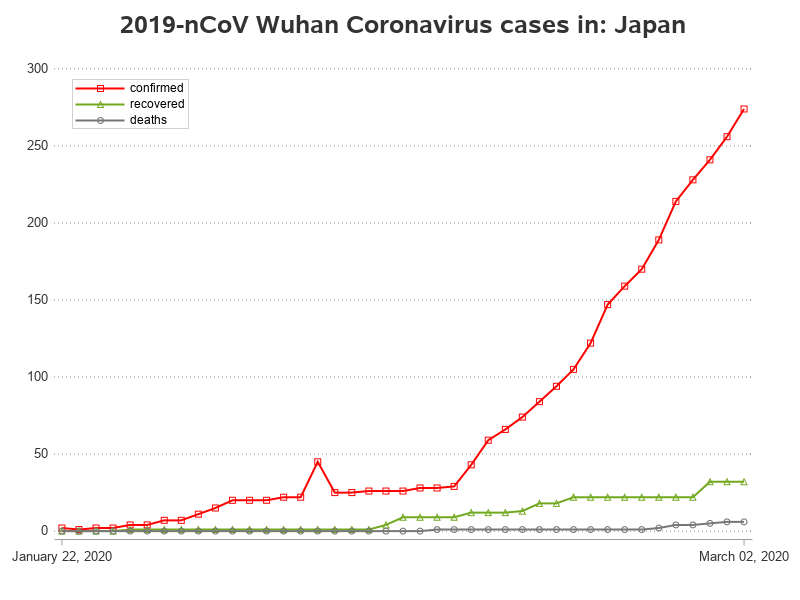 2019-nCoV Wuhan Coronavirus cases in: Japan
300
confirmed
recovered
deaths
250
200
150
100
50
0
January 22, 2020
March 02, 2020